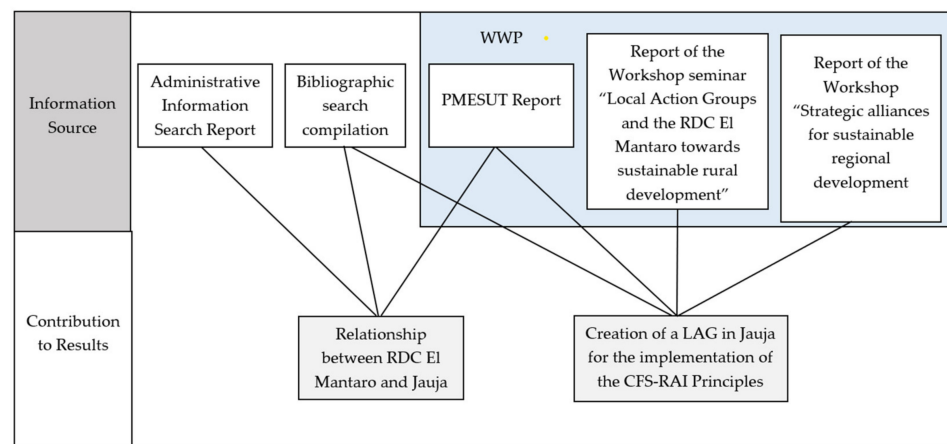 Information
Source
Administrative
Information
Search Report
Bibliographic
search
compilation
WWP
PMESUT Report
Report of the
Workshop seminar
“Local Action Groups
and the RDC El
Mantaro towards
sustainable rural
development”
Report of the
Workshop
“Strategic alliances
for sustainable
regional
development
Contribution
to Results
Relationship
between RDC El
Mantaro and Jauja
Creation of a LAG in Jauja
for the implementation of
the CFS-RAI Principles